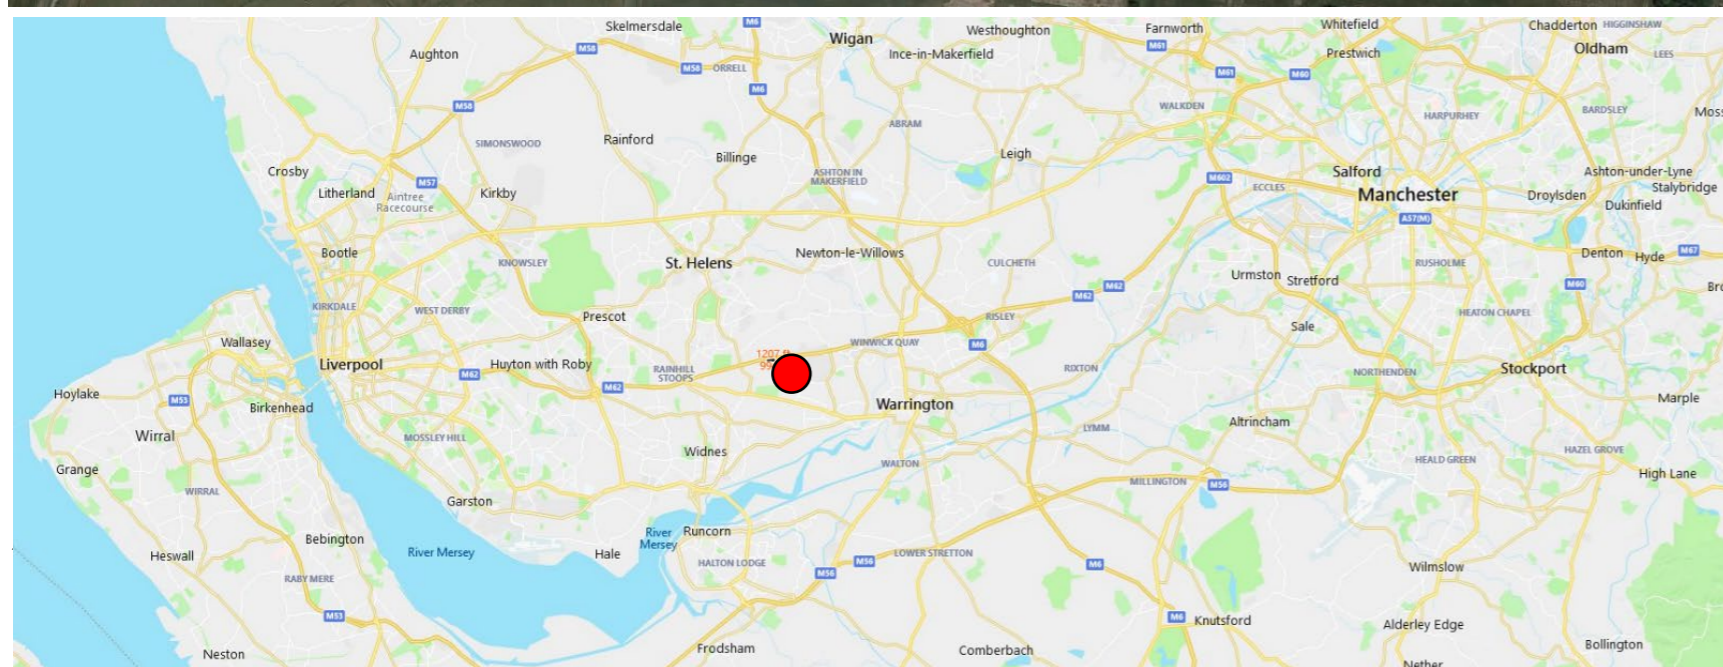 Skelmersdale
M6
Westhoughton
Farnworth
Whitefield
Chadderton
HIGGINSHAW
Aughton
M58
Wigan
Ince-in-Makerfield
M61
Prestwich
Oldham
LEES
M58
ORRELL
M6
M61
M60
M58
WALKDEN
HARPURHEY
BARDSLEY
SIMONSWOOD
Rainford
Billinge
ABRAM
Leigh
Crosby
M57
Kirkby
ASHTON IN
MAKERFIELD
M602
ECCLES
Salford
Ashton-under-Lyne
Litherland
Aintree
Racecourse
Manchester
Droylsden
Stalybridge
Dukinfield
A57(M)
Bootle
KNOWSLEY
St. Helens
Newton-le-Willows
CULCHETH
Urmston
Stretford
RUSHOLME
Denton
Hyde
M67
M62
M62
M60
KIRKDALE
WEST DERBY
Prescot
RISLEY
Sale
HEATON CHAPEL
Wallasey
Liverpool
Huyton with Roby
WINWICK QUAY
M6
M62
M62
RAINHILL
STOOPS
1207
RIXTON
NORTHENDEN
Stockport
Hoylake
M53
Birkenhead
Warrington
Marple
Wirral
MOSSLEY HILL
Widnes
WALTON
LYMM
Altrincham
HEALD GREEN
HAZEL GROVE
Grange
WIRRAL
Garston
MILLINGTON
M56
High Lane
Bebington
River Mersey
Hale
River
Mersey
Runcorn
Heswall
RABY MERE
HALTON LODGE
M56
M56
LOWER STRETTON
M6
Wilmslow
M53
M6
Knutsford
Alderley Edge
Neston
Frodsham
Comberbach
Bollington